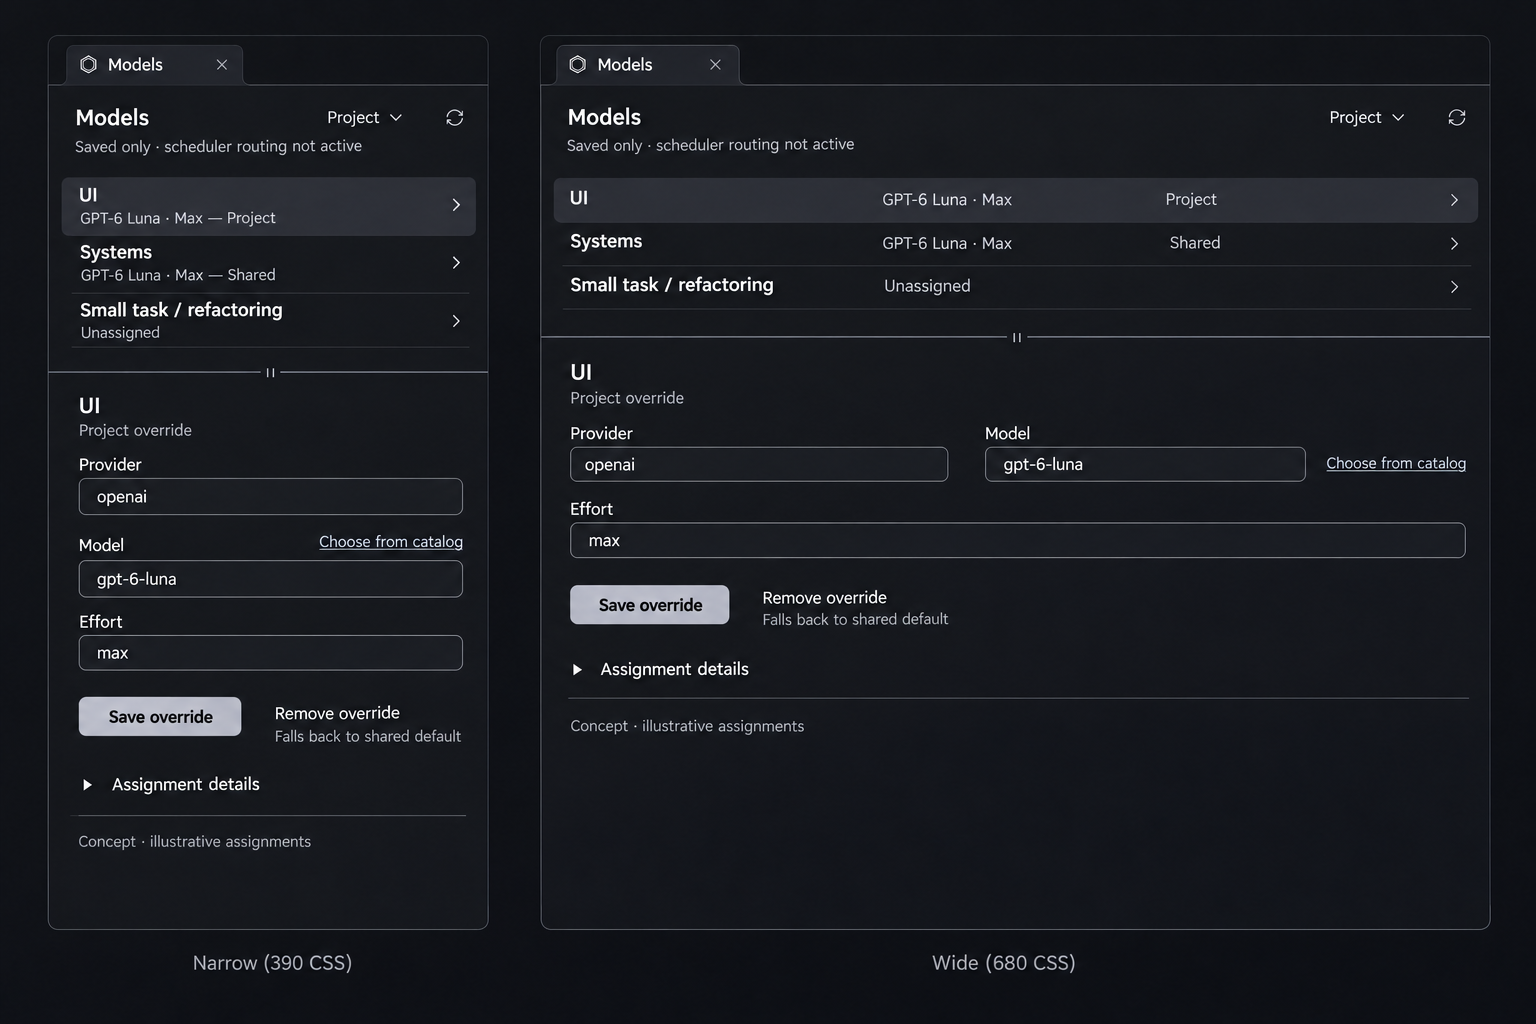 Models
Models
Project
Saved only · scheduler routing not active
UI
GPT-6 Luna · Max — Project
Systems
GPT-6 Luna · Max — Shared
Small task / refactoring
Unassigned
UI
Project override
Provider
openai
Model
Choose from catalog
gpt-6-luna
Effort
max
Save override
Remove override
Falls back to shared default
Assignment details
Concept · illustrative assignments
Narrow (390 CSS)
Models
Models
Project
Saved only · scheduler routing not active
UI
GPT-6 Luna · Max
Project
Systems
GPT-6 Luna · Max
Shared
Small task / refactoring
Unassigned
UI
Project override
Provider
Model
openai
gpt-6-luna
Choose from catalog
Effort
max
Save override
Remove override
Falls back to shared default
Assignment details
Concept · illustrative assignments
Wide (680 CSS)